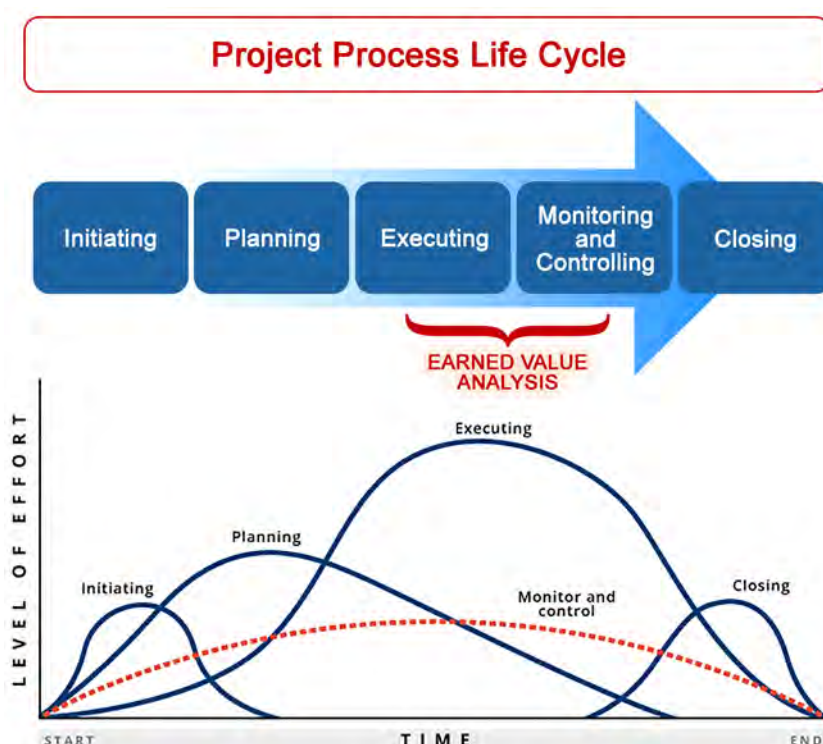 Project Process Life Cycle
Initiating
Planning
Executing
Monitoring
and
Controlling
Closing
EARNED VALUE
ANALYSIS
LEVEL OF EFFORT
Executing
Planning
Initiating
Monitor and
control
Closing
START
TIME
END